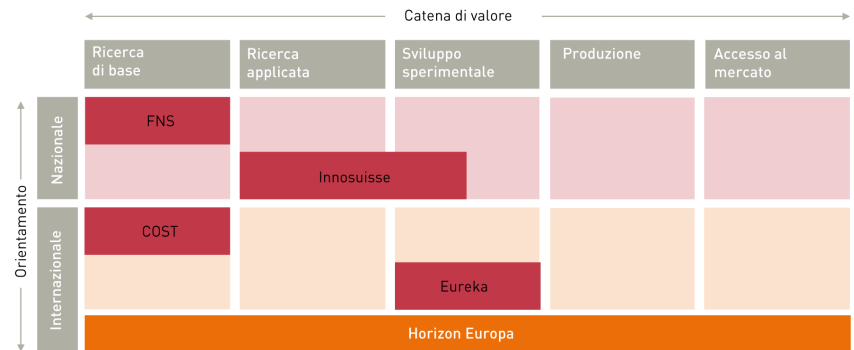 Catena di valore
Ricerca
di base
Ricerca
applicata
Sviluppo
sperimentale
Produzione
Accesso al
mercato
Orientamento
Nazionale
FNS
Innosuisse
Internazionale
COST
Eureka
Horizon Europa